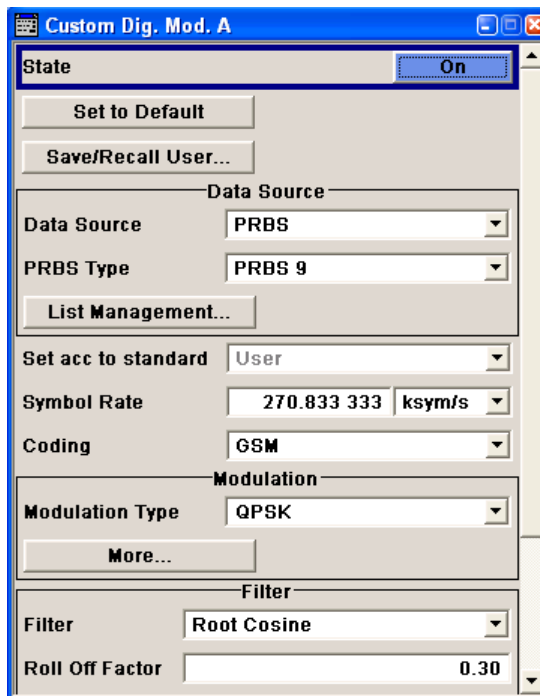 Custom Dig. Mod. A
State On
Set to Default
Save/Recall User...
Data Source
Data Source PRBS
PRBS Type PRBS 9
List Management...
Set acc to standard User
Symbol Rate 270.833 333 ksym/s
Coding GSM
Modulation
Modulation Type QPSK
More...
Filter
Filter Root Cosine
Roll Off Factor 0.30